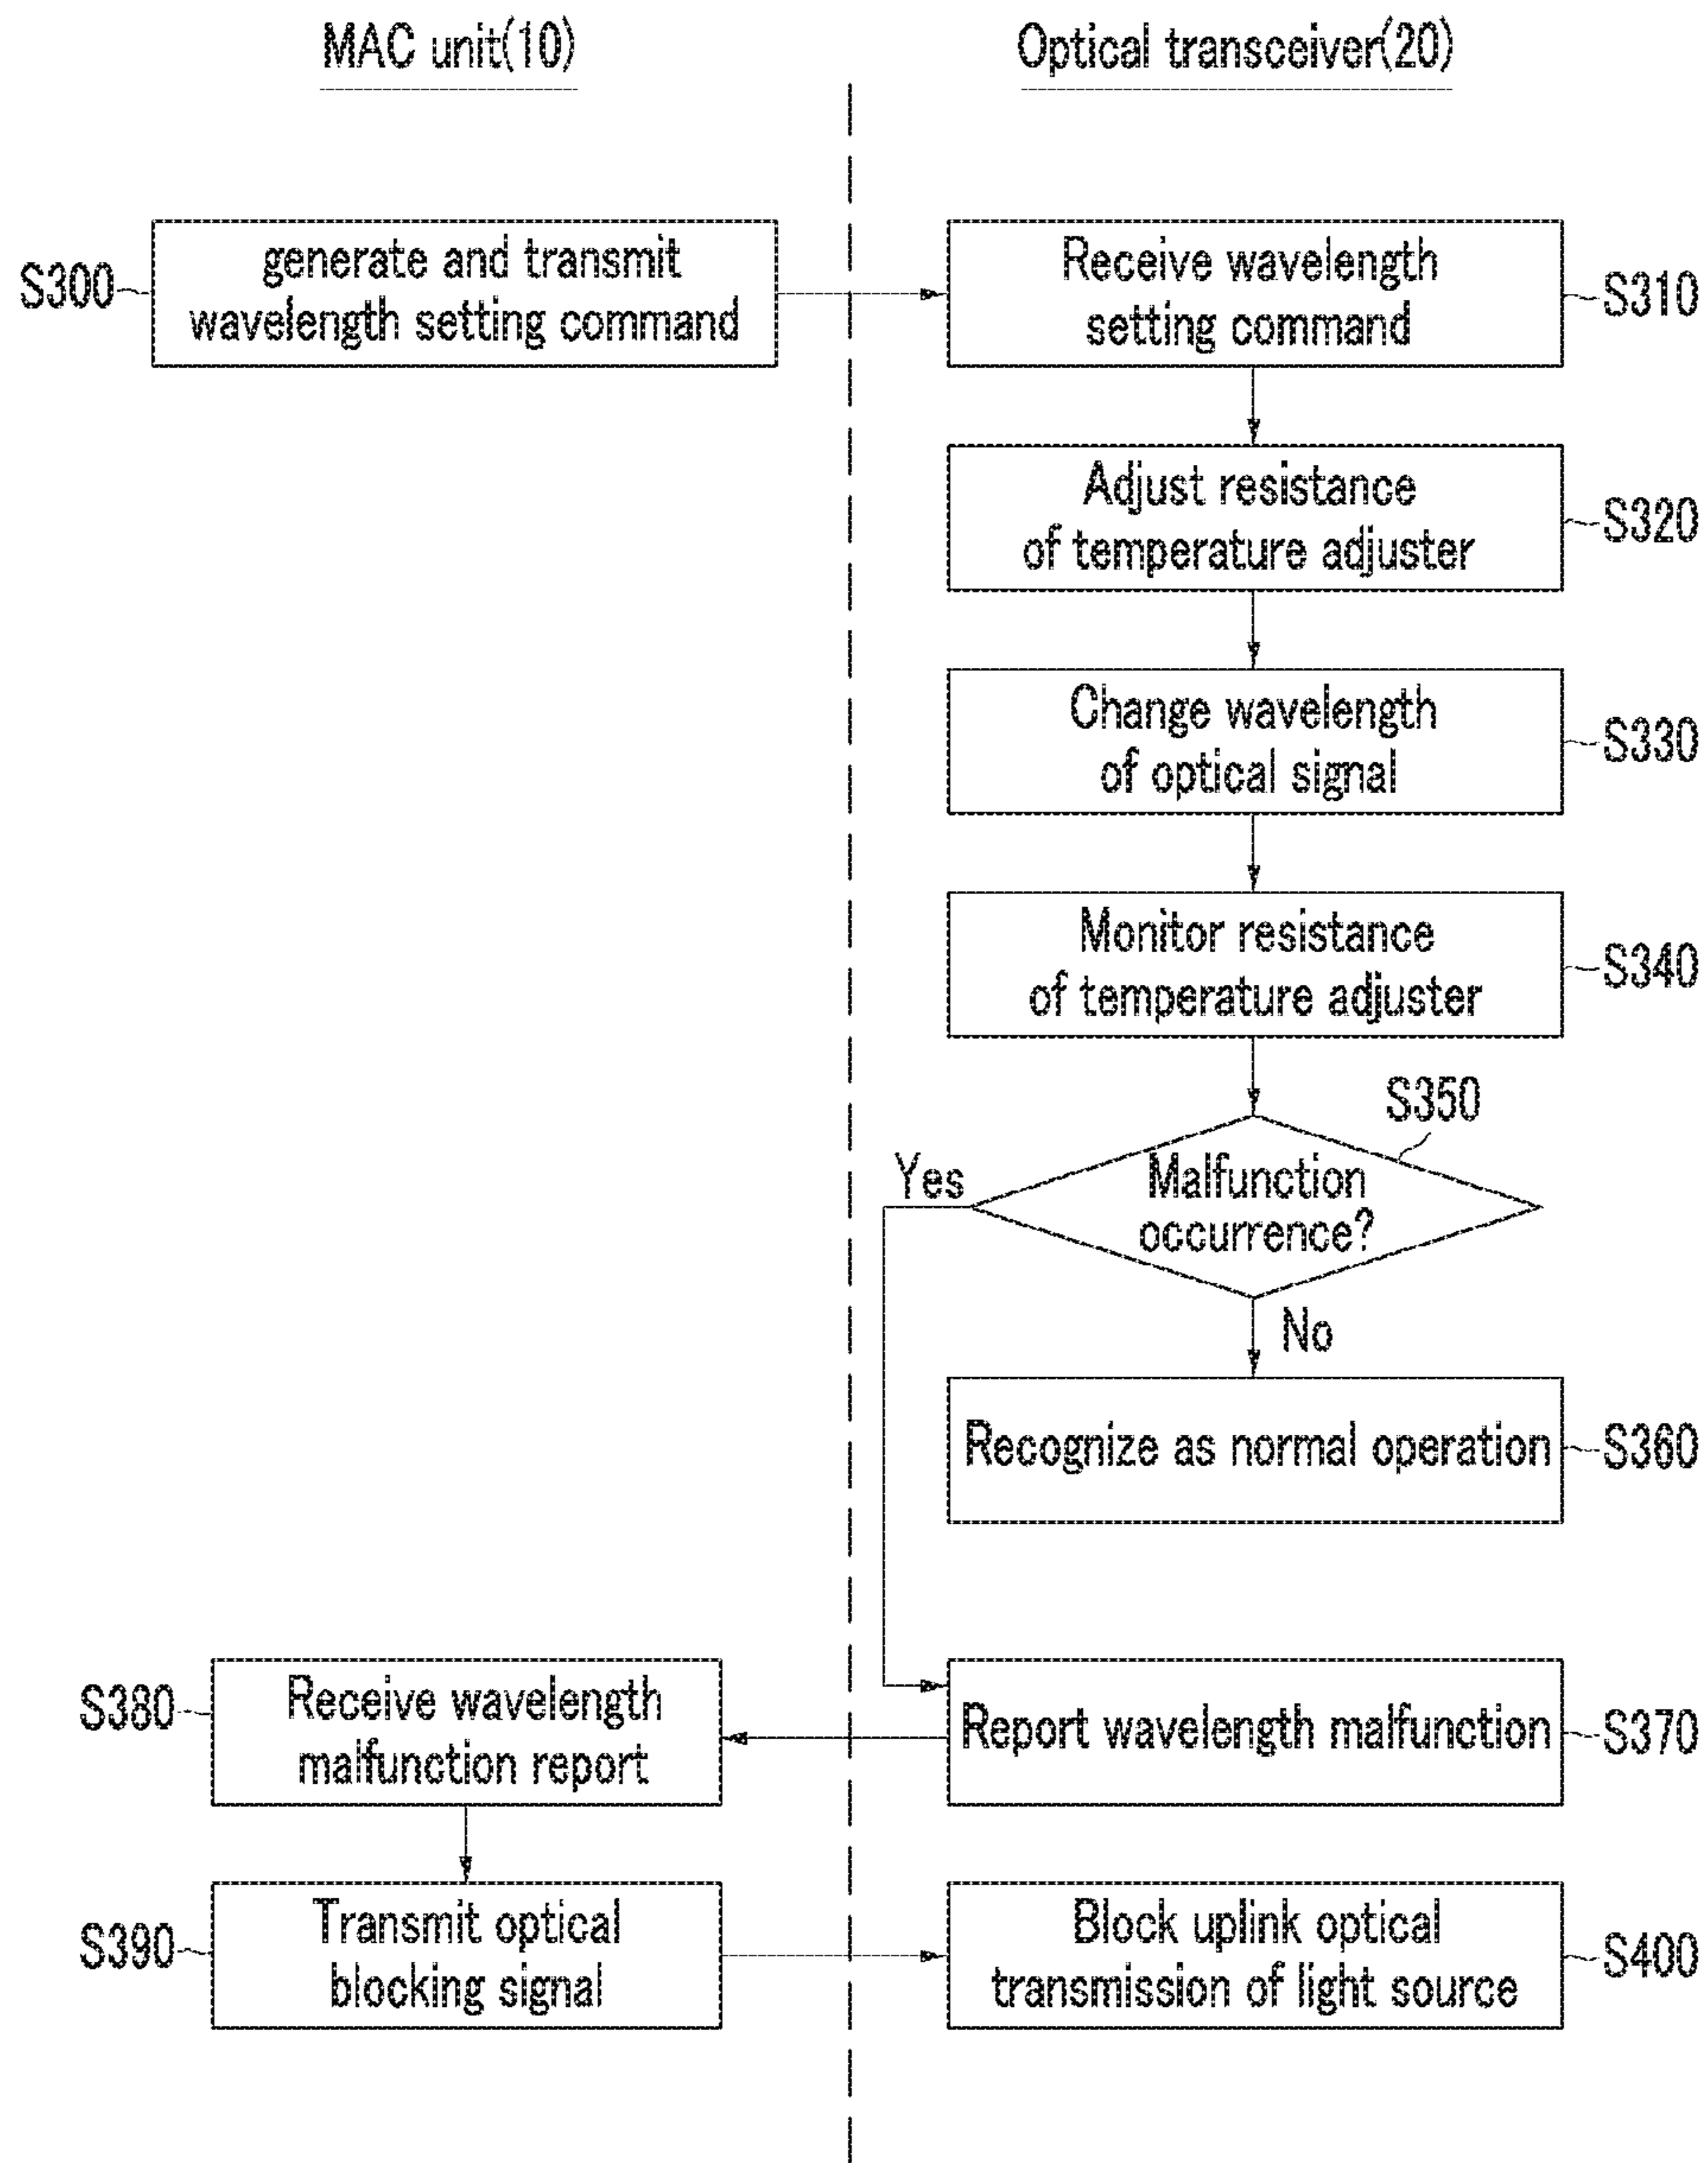 MAC unit(10)
Optical transceiver(20)
S300
generate and transmit
wavelength setting command
Receive wavelength
setting command
S310
Adjust resistance
of temperature adjuster
S320
Change wavelength
of optical signal
S330
Monitor resistance
of temperature adjuster
S340
S350
Yes
Malfunction
occurrence?
No
Recognize as normal operation
S360
S380
Receive wavelength
malfunction report
Report wavelength malfunction
S370
S390
Transmit optical
blocking signal
Block uplink optical
transmission of light source
S400